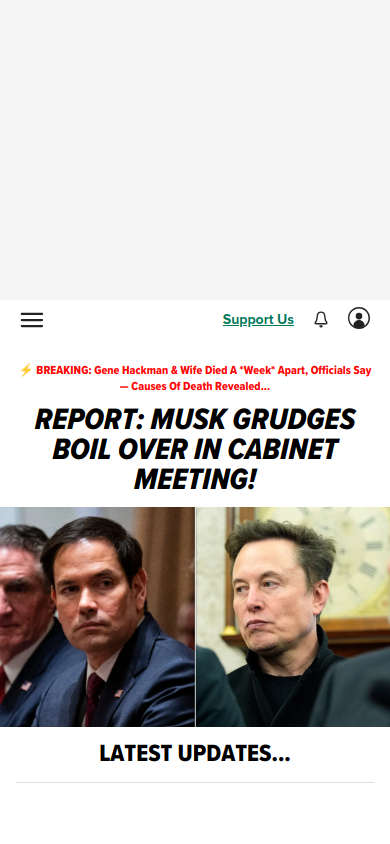 Support Us
⚡ BREAKING: Gene Hackman & Wife Died A *Week* Apart, Officials Say
— Causes Of Death Revealed...
REPORT: MUSK GRUDGES
BOIL OVER IN CABINET
MEETING!
LATEST UPDATES...